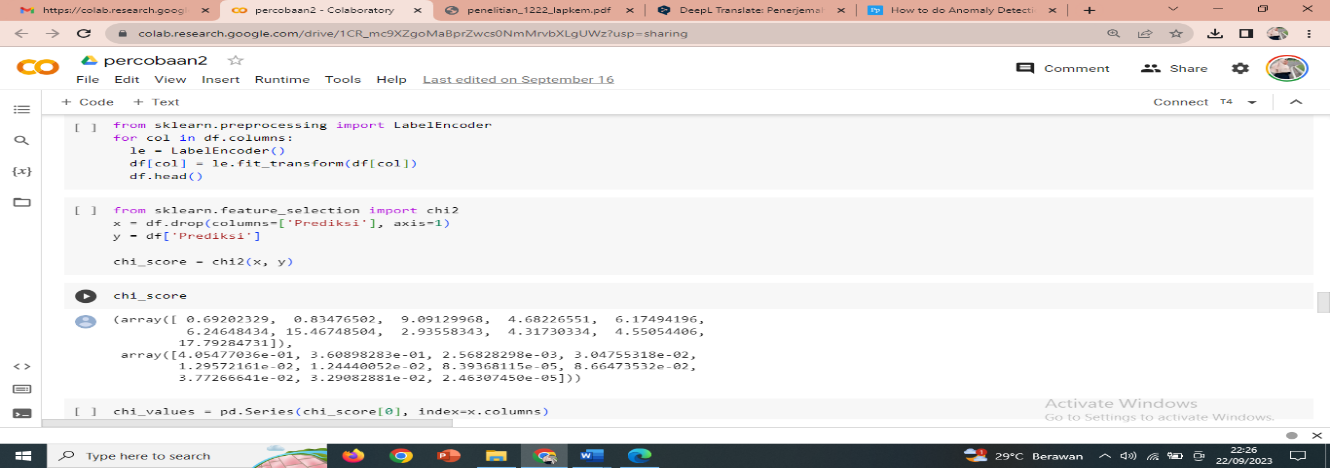 https://colab.research.googl
percobaan2 - Colaboratory
penelitian_1222_lapkem.pdf
DeepL Translate: Penerjemal
How to do Anomaly Detecti
colab.research.google.com/drive/1CR_mc9XZgoMaBprZwcs0NmMrvbXLgUWz?usp=sharing
percobaan2
Comment
Share
File Edit View Insert Runtime Tools Help Last edited on September 16
+ Code + Text
Connect T4
[ ] from sklearn.preprocessing import LabelEncoder
for col in df.columns:
le = LabelEncoder()
df[col] = le.fit_transform(df[col])
df.head()
{x}
[ ] from sklearn.feature_selection import chi2
x = df.drop(columns=['Prediksi'], axis=1)
y = df['Prediksi']
chi_score = chi2(x, y)
chi_score
(array([ 0.69202329, 0.83476502, 9.09129968, 4.68226551, 6.17494196,
6.24648434, 15.46748504, 2.93558343, 4.31730334, 4.55054406,
17.79284731]),
array([4.05477036e-01, 3.60898283e-01, 2.56828298e-03, 3.04755318e-02,
1.29572161e-02, 1.24440052e-02, 8.39368115e-05, 8.66473532e-02,
3.77266641e-02, 3.29082881e-02, 2.46307450e-05]))
[ ] chi_values = pd.Series(chi_score[0], index=x.columns)
Activate Windows
Go to Settings to activate Windows.
Type here to search
29°C Berawan
22:26
22/09/2023